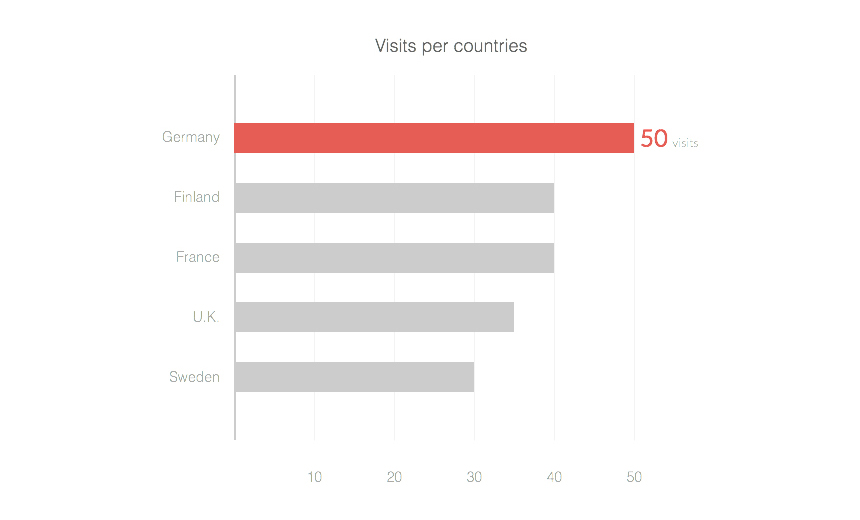 Visits per countries
Germany
50 visits
Finland
France
U.K.
Sweden
10 20 30 40 50